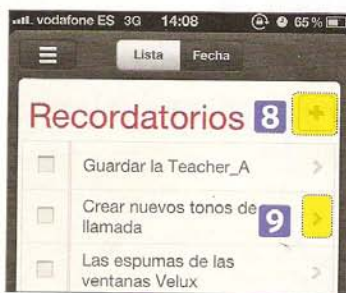 vodafone ES 3G 14:08 65 %
Lista Fecha
Recordatorios 8 +
Guardar la Teacher_A
Crear nuevos tonos de
llamada
9
Las espumas de las
ventanas Velux